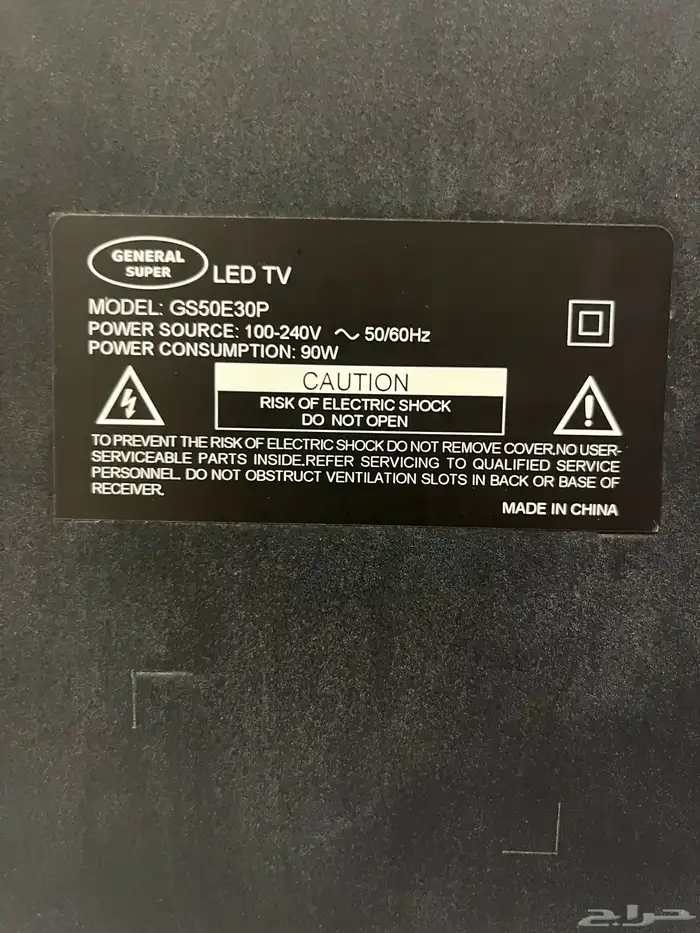 GENERAL
SUPER
LED TV
MODEL: GS50E30P
POWER SOURCE: 100-240V ~ 50/60Hz
POWER CONSUMPTION: 90W
CAUTION
RISK OF ELECTRIC SHOCK
DO NOT OPEN
TO PREVENT THE RISK OF ELECTRIC SHOCK DO NOT REMOVE COVER.NO USER-
SERVICEABLE PARTS INSIDE.REFER SERVICING TO QUALIFIED SERVICE
PERSONNEL. DO NOT OBSTRUCT VENTILATION SLOTS IN BACK OR BASE OF
RECEIVER.
MADE IN CHINA
حراج